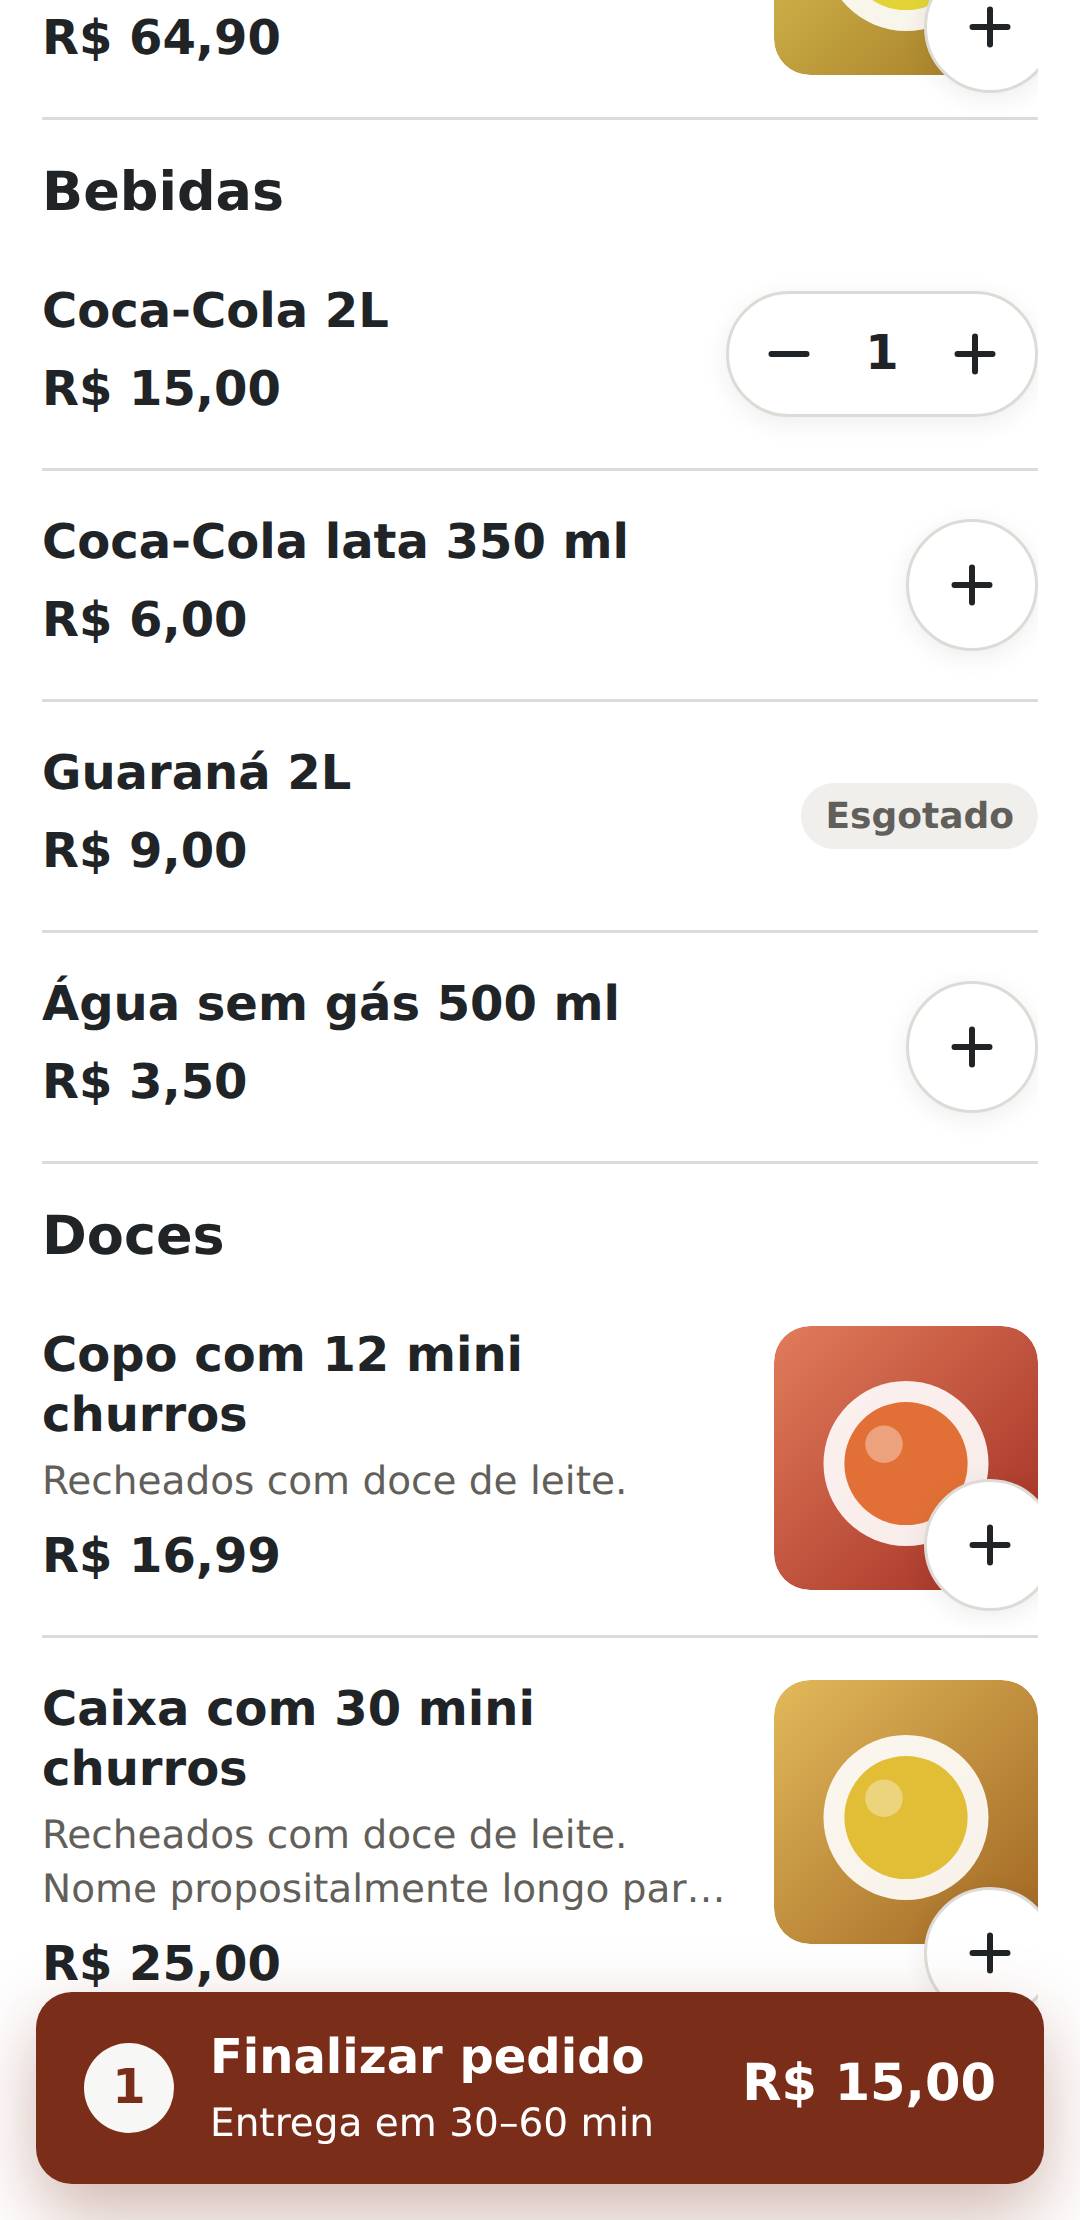 R$ 64,90
Bebidas
Coca-Cola 2L
R$ 15,00
1
Coca-Cola lata 350 ml
R$ 6,00
Guaraná 2L
R$ 9,00
Esgotado
Água sem gás 500 ml
R$ 3,50
Doces
Copo com 12 mini
churros
Recheados com doce de leite.
R$ 16,99
Caixa com 30 mini
churros
Recheados com doce de leite.
Nome propositalmente longo par…
R$ 25,00
1
Finalizar pedido
Entrega em 30–60 min
R$ 15,00